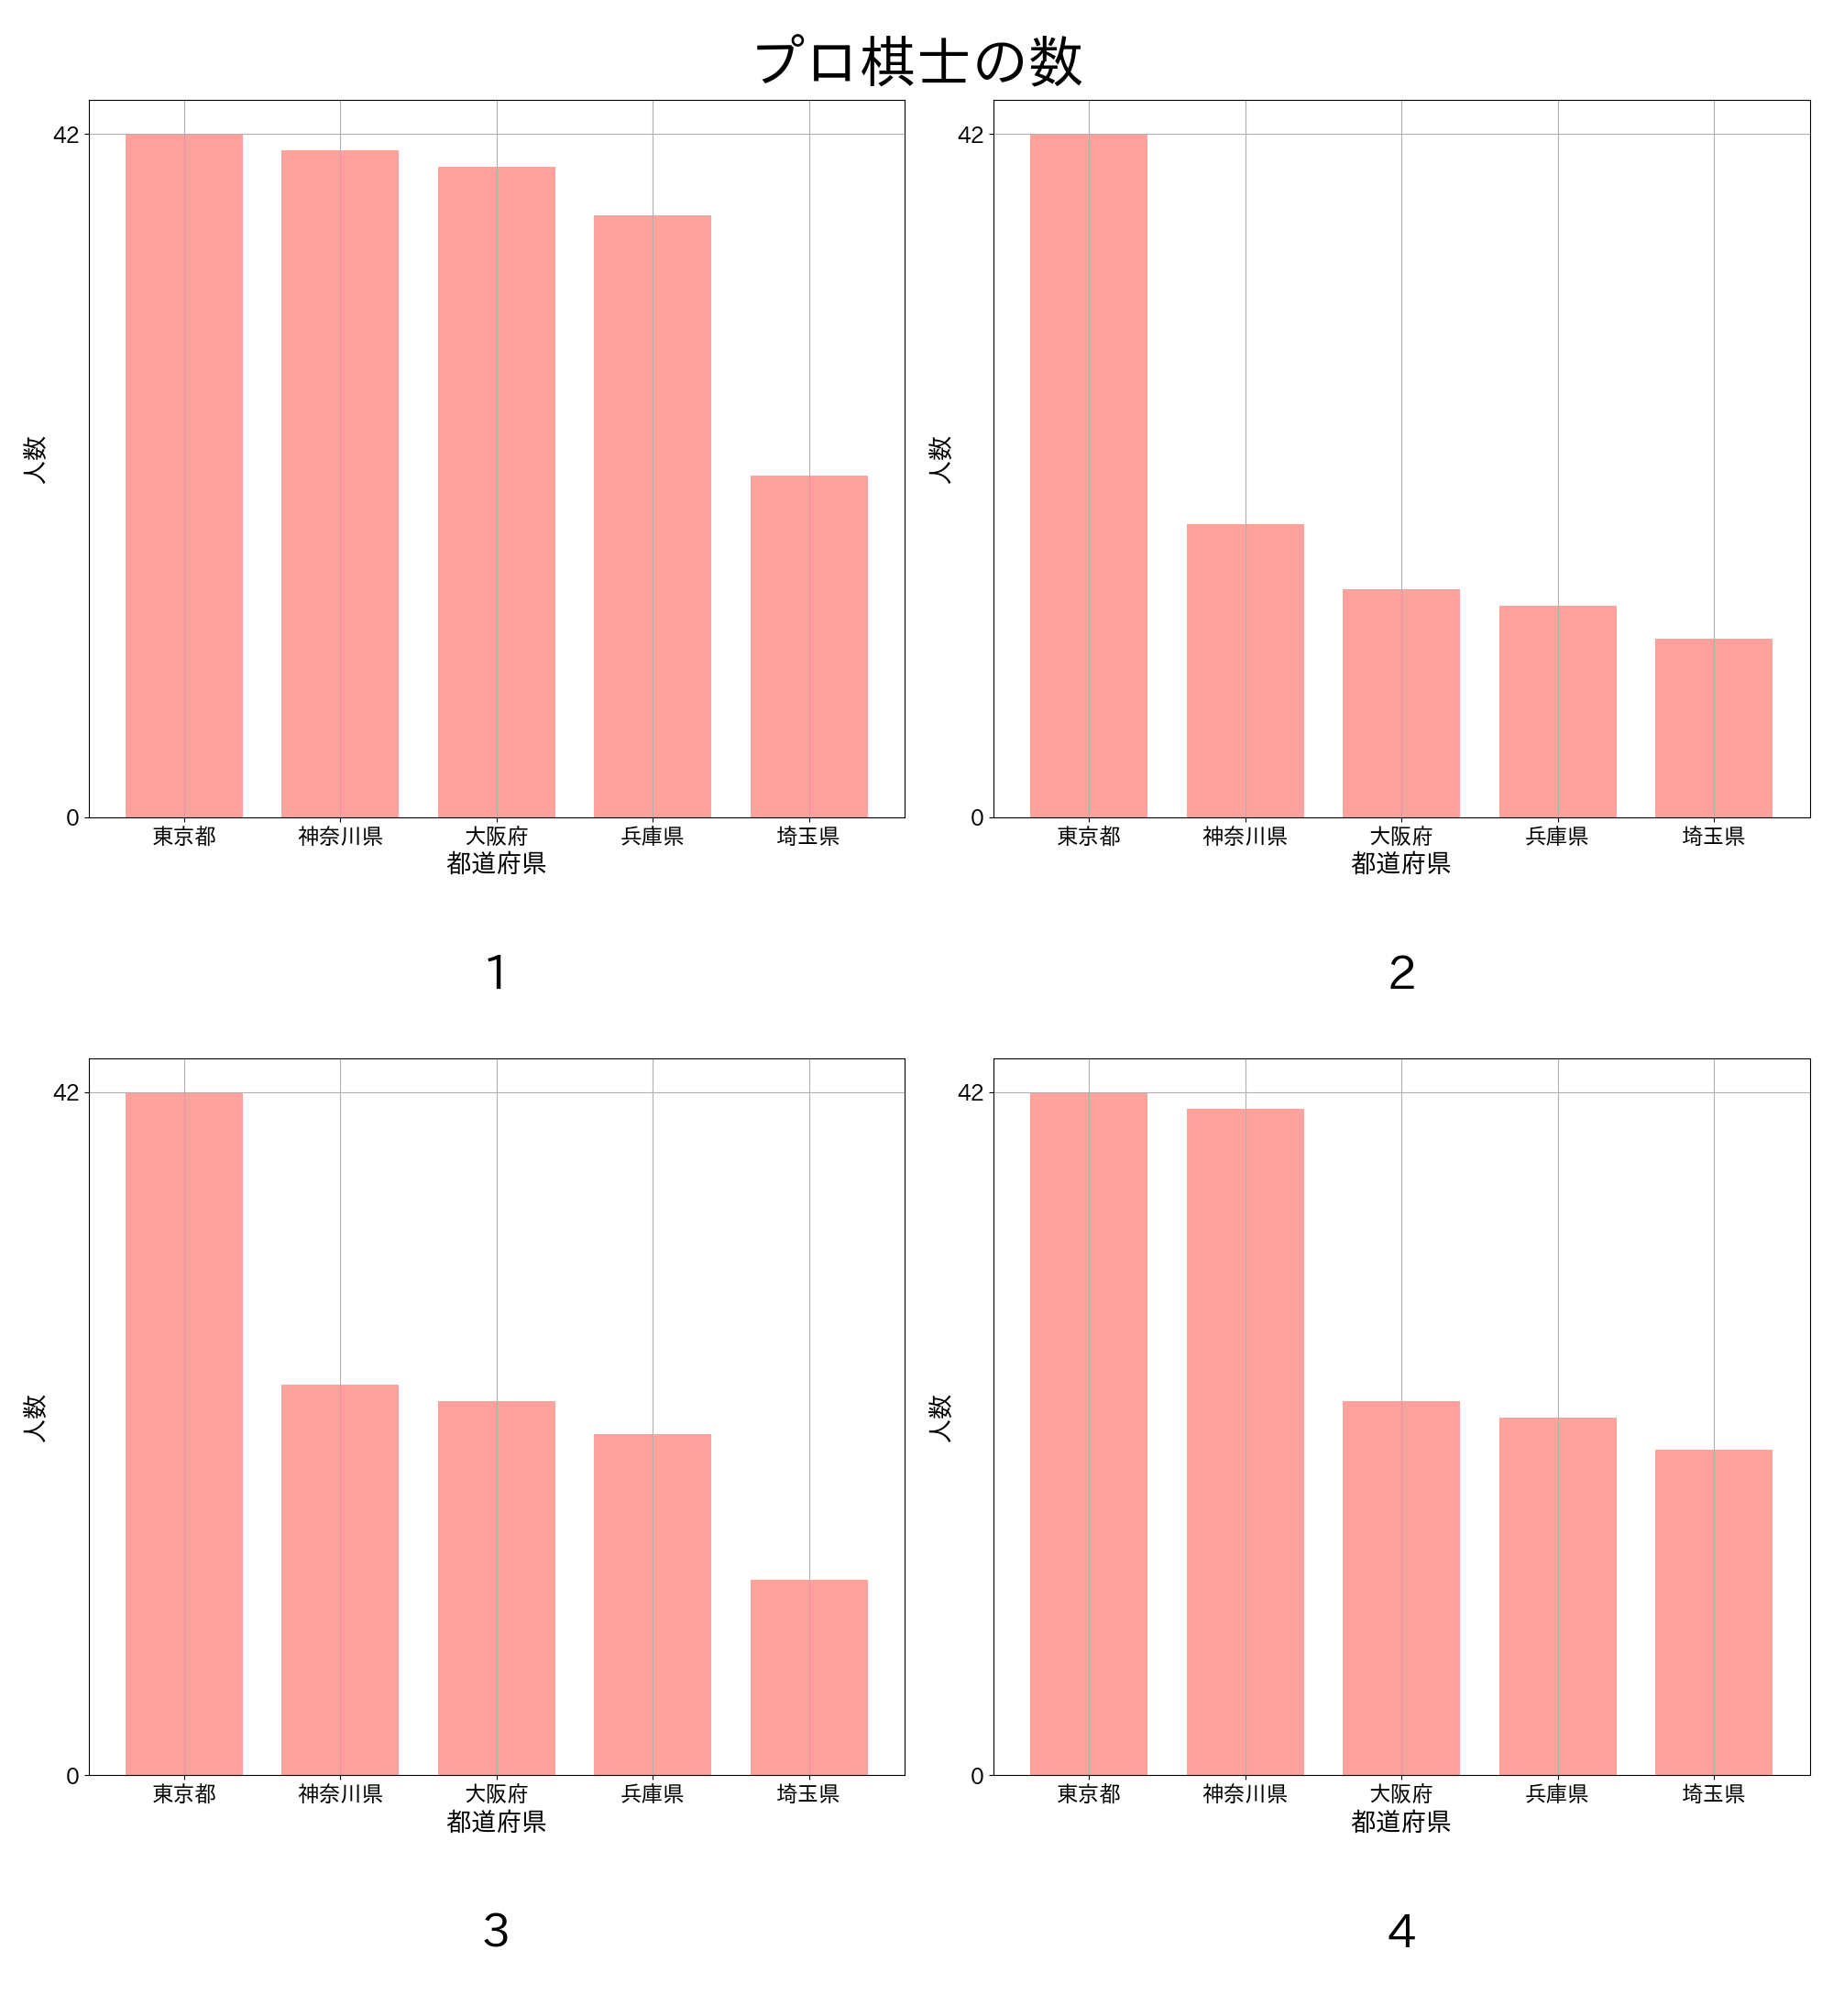 プロ棋士の数
42
人数
0
東京都 神奈川県 大阪府 兵庫県 埼玉県
都道府県
1
42
人数
0
東京都 神奈川県 大阪府 兵庫県 埼玉県
都道府県
2
42
人数
0
東京都 神奈川県 大阪府 兵庫県 埼玉県
都道府県
3
42
人数
0
東京都 神奈川県 大阪府 兵庫県 埼玉県
都道府県
4